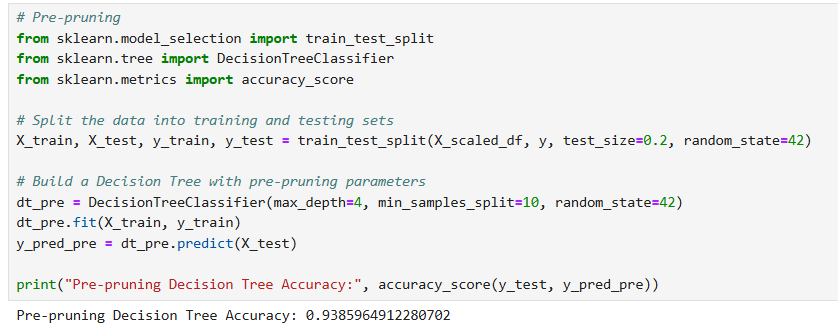 # Pre-pruning
from sklearn.model_selection import train_test_split
from sklearn.tree import DecisionTreeClassifier
from sklearn.metrics import accuracy_score
# Split the data into training and testing sets
X_train, X_test, y_train, y_test = train_test_split(X_scaled_df, y, test_size=0.2, random_state=42)
# Build a Decision Tree with pre-pruning parameters
dt_pre = DecisionTreeClassifier(max_depth=4, min_samples_split=10, random_state=42)
dt_pre.fit(X_train, y_train)
y_pred_pre = dt_pre.predict(X_test)
print("Pre-pruning Decision Tree Accuracy:", accuracy_score(y_test, y_pred_pre))
Pre-pruning Decision Tree Accuracy: 0.9385964912280702